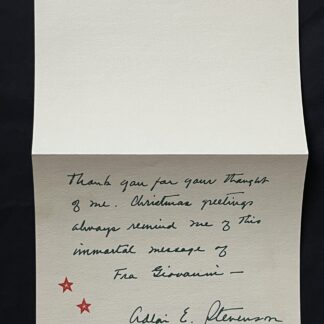 Thank you for your thought
of me. Christmas greetings
always remind me of this
immortal message of
Fra Giovanni —
Adlai E. Stevenson